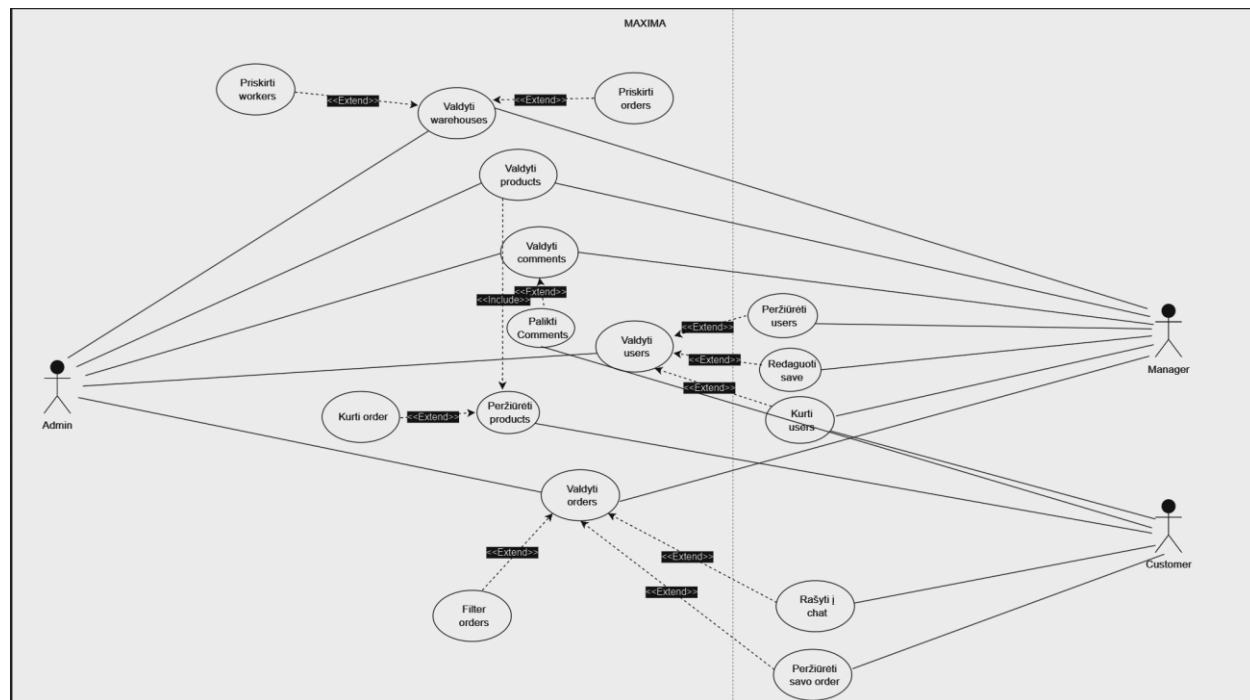 MAXIMA
Priskirti
workers
<<Extend>>
Valdyti
warehouses
<<Extend>>
Priskirti
orders
Valdyti
products
Valdyti
comments
<<Extend>>
<<Include>>
Palikti
Comments
Valdyti
users
<<Extend>>
Peržiūrėti
users
<<Extend>>
Redaguoti
save
<<Extend>>
Kurti
users
Admin
Manager
Kurti order
<<Extend>>
Peržiūrėti
products
Valdyti
orders
<<Extend>>
<<Extend>>
<<Extend>>
Filter
orders
Rašyti į
chat
Peržiūrėti
savo order
Customer